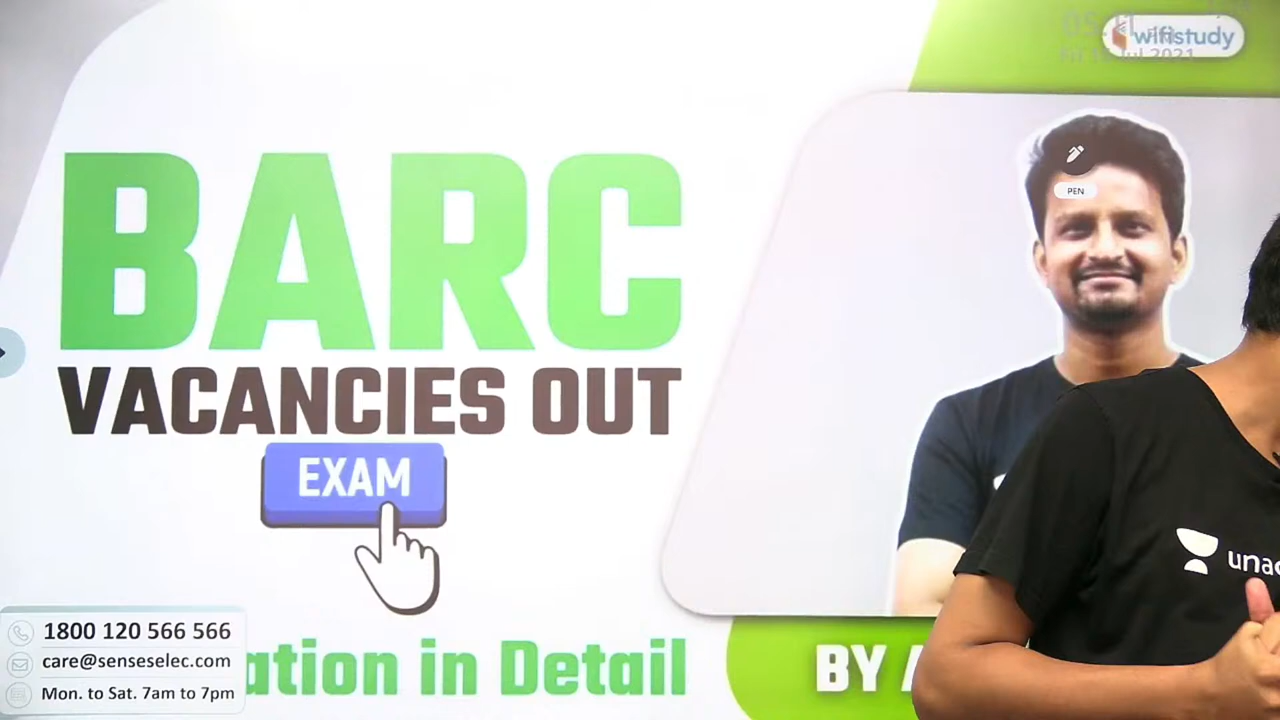 wifistudy
PEN
BARC
VACANCIES OUT
EXAM
1800 120 566 566
care@senseselec.com
Mon. to Sat. 7am to 7pm
ation in Detail
BY A
unac